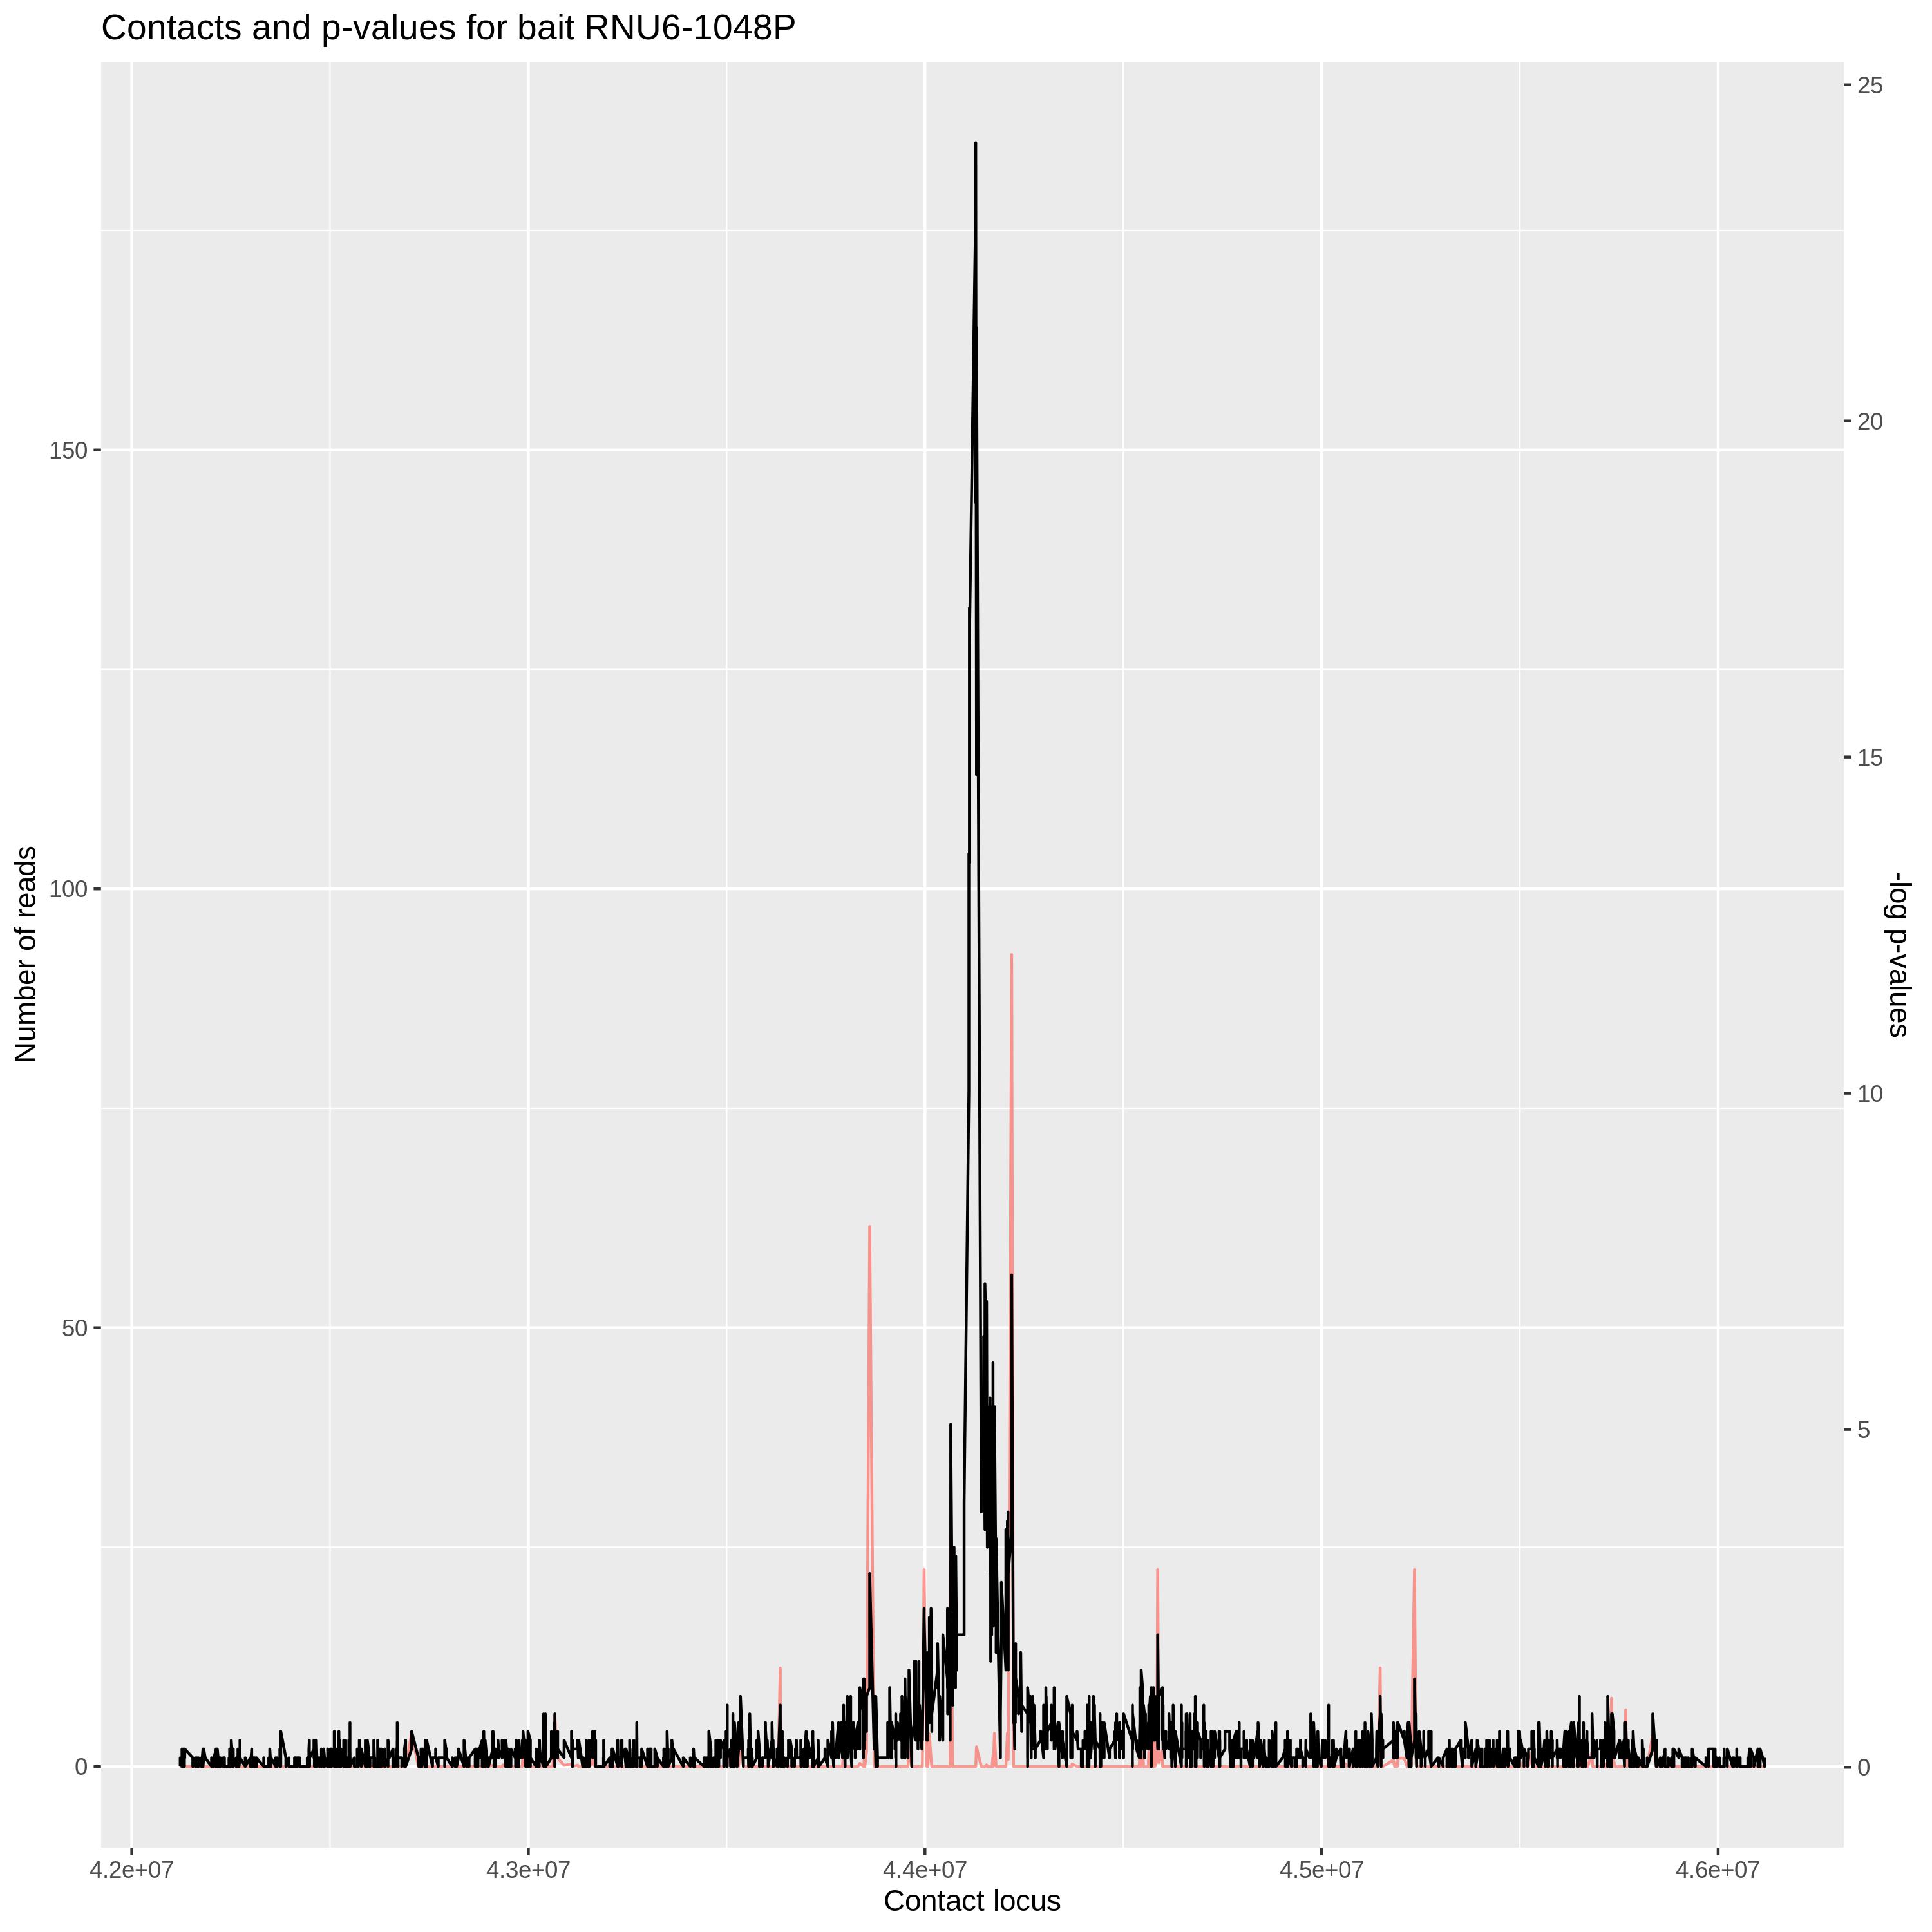 Contacts and p-values for bait RNU6-1048P
25
20
150
15
100
Number of reads
-log p-values
10
50
5
0
0
4.2e+07 4.3e+07 4.4e+07 4.5e+07 4.6e+07
Contact locus